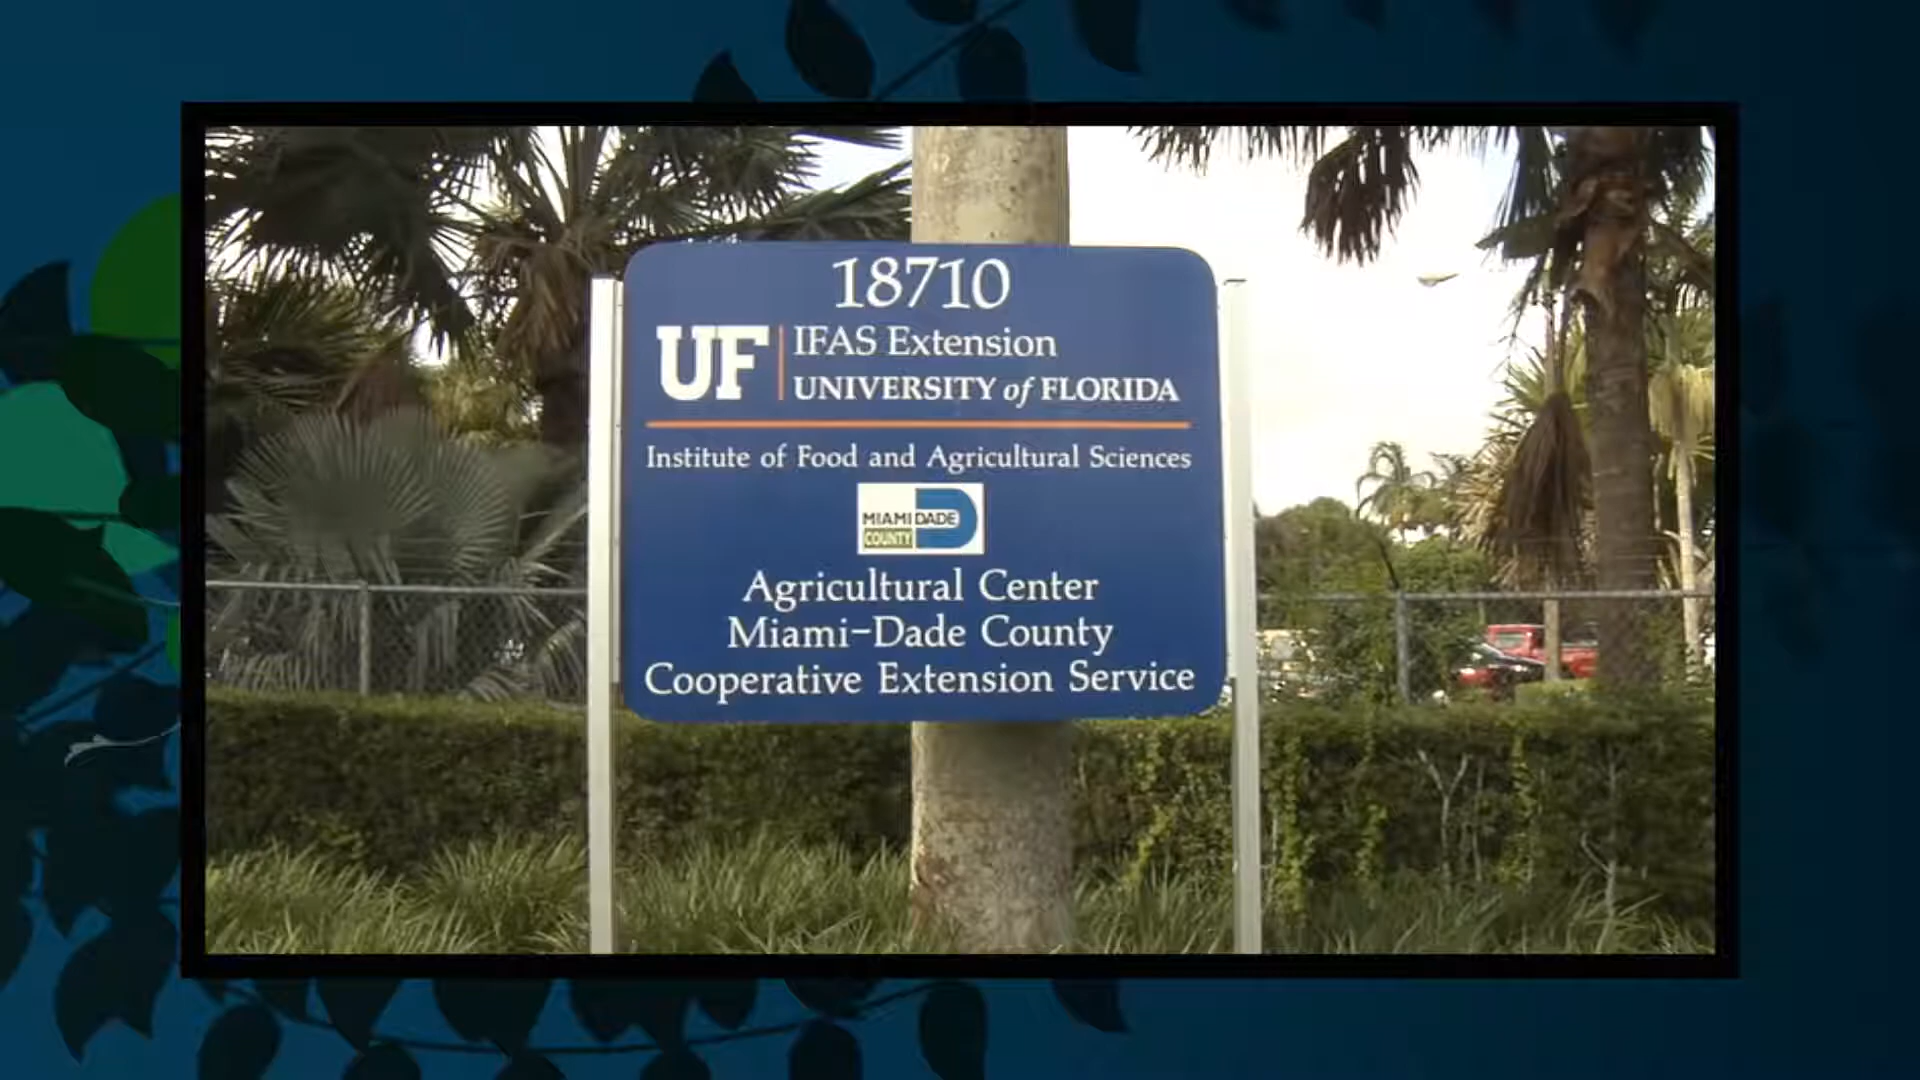 18710
UF IFAS Extension
UNIVERSITY of FLORIDA
Institute of Food and Agricultural Sciences
MIAMI DADE
COUNTY
Agricultural Center
Miami-Dade County
Cooperative Extension Service